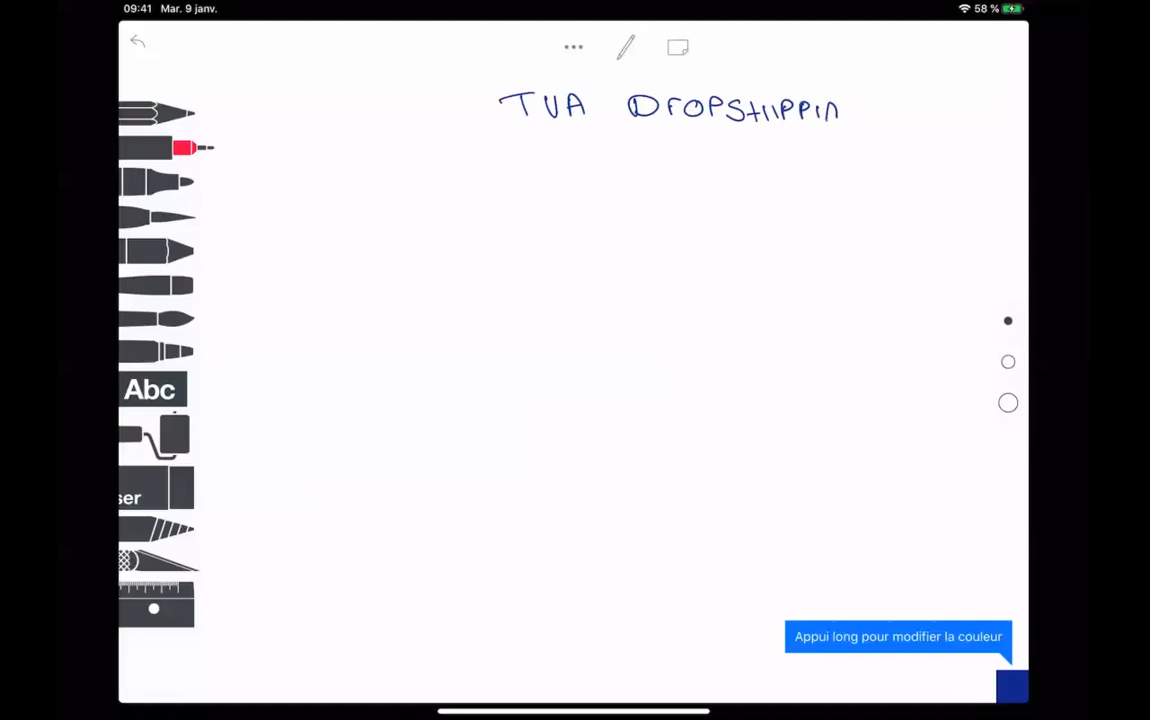 09:41 Mar. 9 janv.
58 %
TVA DROPSHIPPIN
Abc
ser
Appui long pour modifier la couleur